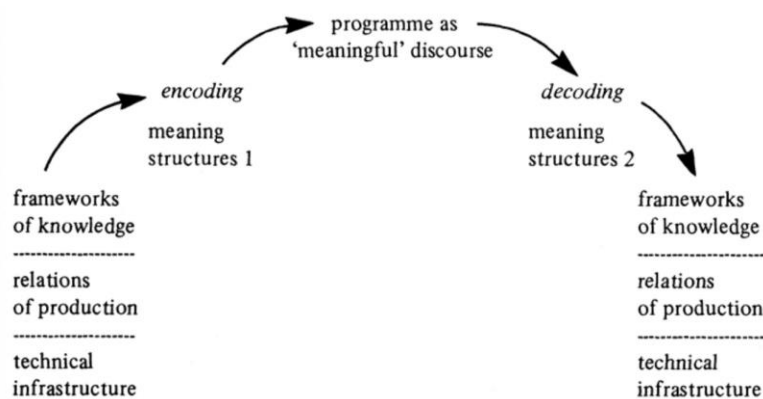 programme as
‘meaningful’ discourse
encoding
meaning
structures 1
decoding
meaning
structures 2
frameworks
of knowledge
relations
of production
technical
infrastructure
frameworks
of knowledge
relations
of production
technical
infrastructure